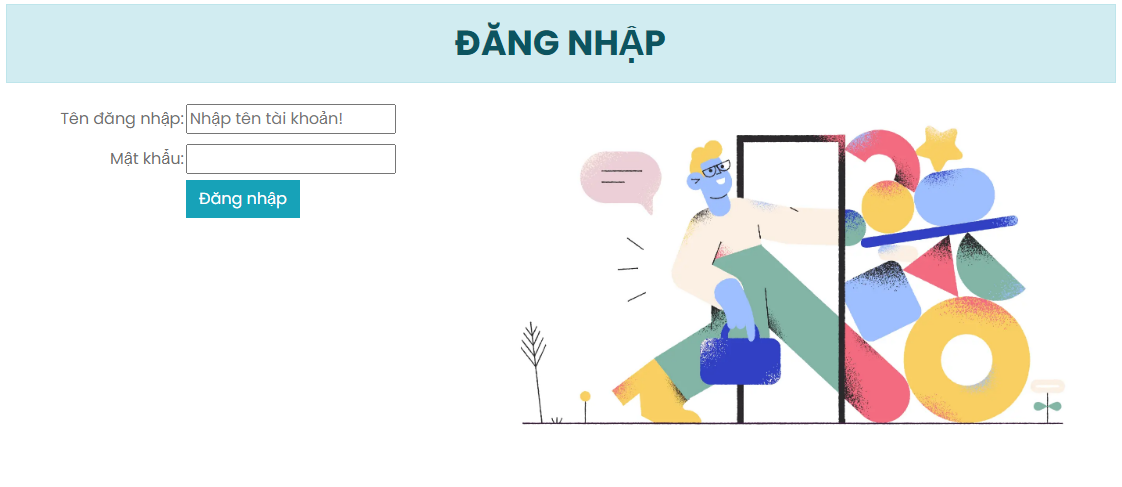 ĐĂNG NHẬP
Tên đăng nhập: Nhập tên tài khoản!
Mật khẩu:
Đăng nhập